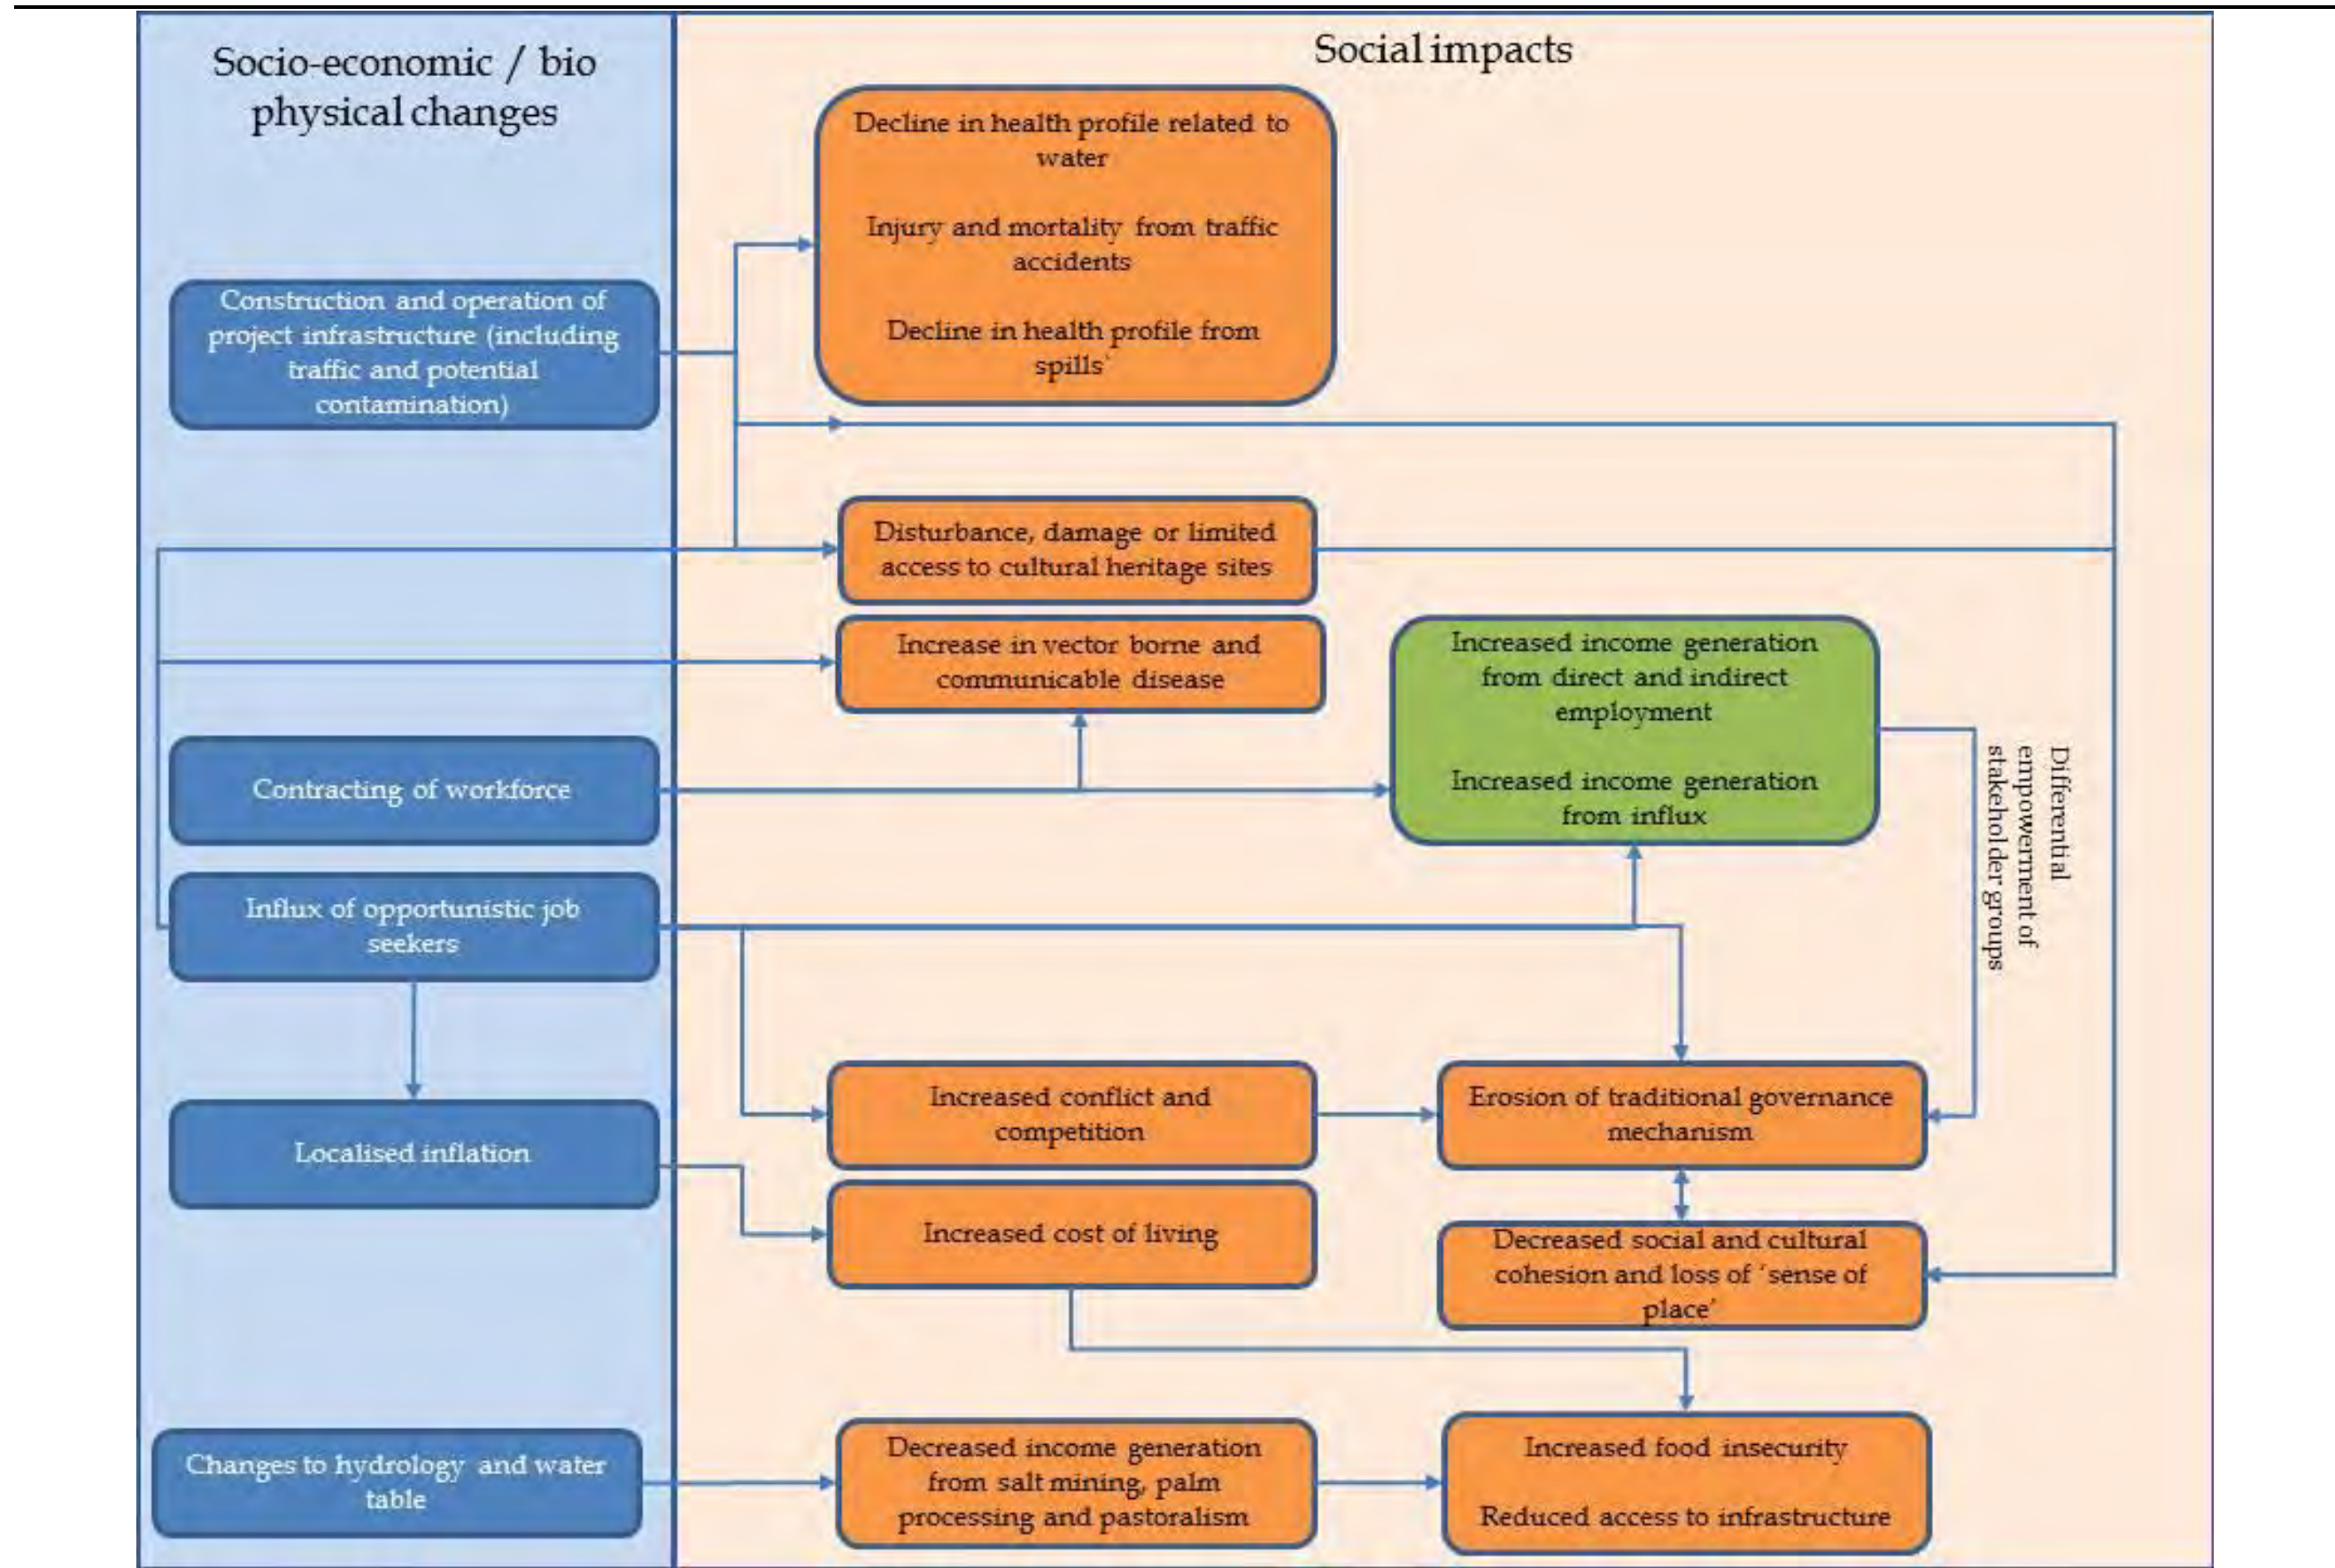 Socio-economic / bio
physical changes
Social impacts
Decline in health profile related to
water
Injury and mortality from traffic
accidents
Decline in health profile from
spills‘
Construction and operation of
project infrastructure (including
traffic and potential
contamination)
Disturbance, damage or limited
access to cultural heritage sites
Increase in vector borne and
communicable disease
Increased income generation
from direct and indirect
employment
Increased income generation
from influx
Differential
empowerment of
stakeholder groups
Contracting of workforce
Influx of opportunistic job
seekers
Increased conflict and
competition
Erosion of traditional governance
mechanism
Localised inflation
Increased cost of living
Decreased social and cultural
cohesion and loss of ‘sense of
place’
Changes to hydrology and water
table
Decreased income generation
from salt mining, palm
processing and pastoralism
Increased food insecurity
Reduced access to infrastructure